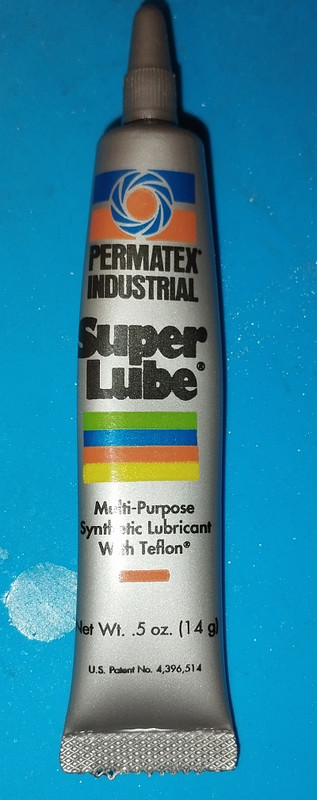 PERMATEX®
INDUSTRIAL
Super
Lube®
Multi-Purpose
Synthetic Lubricant
With Teflon®
Net Wt. .5 oz. (14 g)
U.S. Patent No. 4,396,514